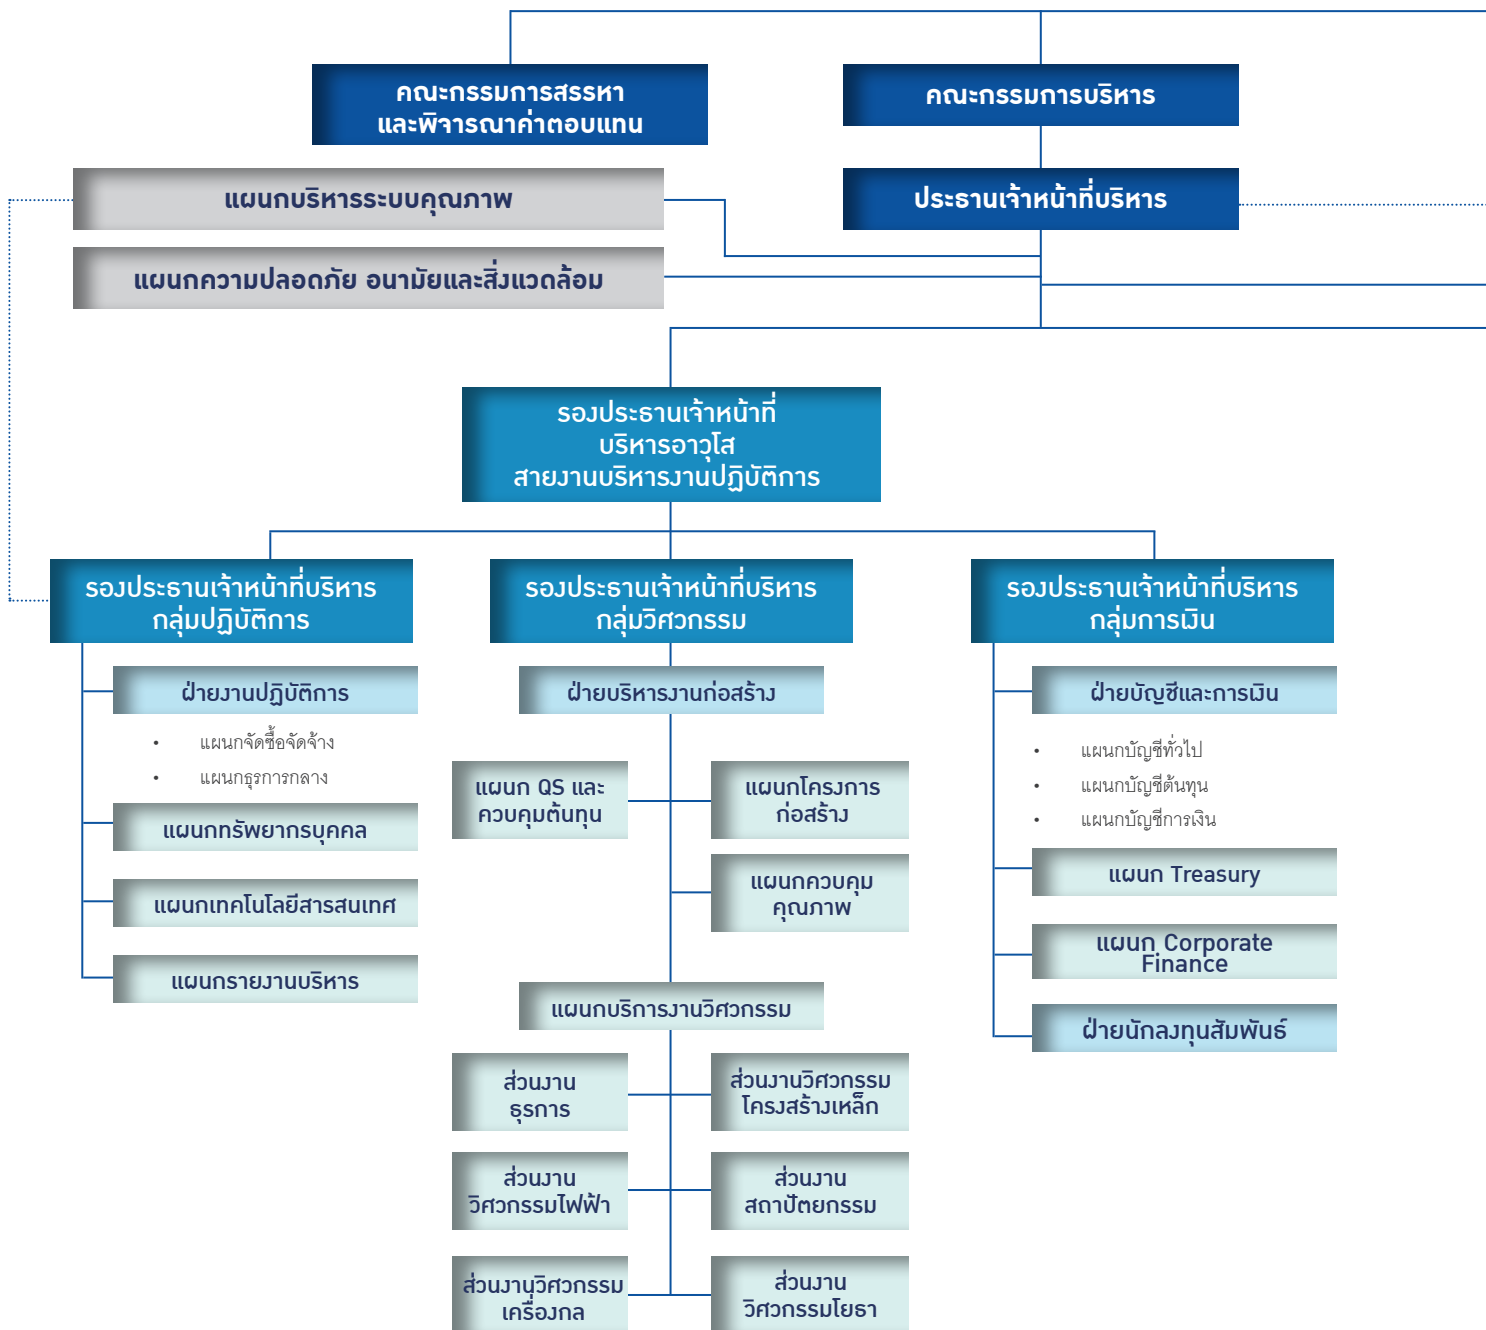 คณะกรรมการสรรหา
และพิจารณาค่าตอบแทน
คณะกรรมการบริหาร
แผนกบริหารระบบคุณภาพ
ประธานเจ้าหน้าที่บริหาร
แผนกความปลอดภัย อนามัยและสิ่งแวดล้อม
รองประธานเจ้าหน้าที่
บริหารอาวุโส
สายงานบริหารงานปฏิบัติการ
รองประธานเจ้าหน้าที่บริหาร
กลุ่มปฏิบัติการ
ฝ่ายงานปฏิบัติการ
• แผนกจัดซื้อจัดจ้าง
• แผนกธุรการกลาง
แผนกทรัพยากรบุคคล
แผนกเทคโนโลยีสารสนเทศ
แผนกรายงานบริหาร
รองประธานเจ้าหน้าที่บริหาร
กลุ่มวิศวกรรม
ฝ่ายบริหารงานก่อสร้าง
แผนก QS และ
ควบคุมต้นทุน
แผนกโครงการ
ก่อสร้าง
แผนกควบคุม
คุณภาพ
แผนกบริการงานวิศวกรรม
ส่วนงาน
ธุรการ
ส่วนงานวิศวกรรม
โครงสร้างเหล็ก
ส่วนงาน
วิศวกรรมไฟฟ้า
ส่วนงาน
สถาปัตยกรรม
ส่วนงานวิศวกรรม
เครื่องกล
ส่วนงาน
วิศวกรรมโยธา
รองประธานเจ้าหน้าที่บริหาร
กลุ่มการเงิน
ฝ่ายบัญชีและการเงิน
• แผนกบัญชีทั่วไป
• แผนกบัญชีต้นทุน
• แผนกบัญชีการเงิน
แผนก Treasury
แผนก Corporate
Finance
ฝ่ายนักลงทุนสัมพันธ์